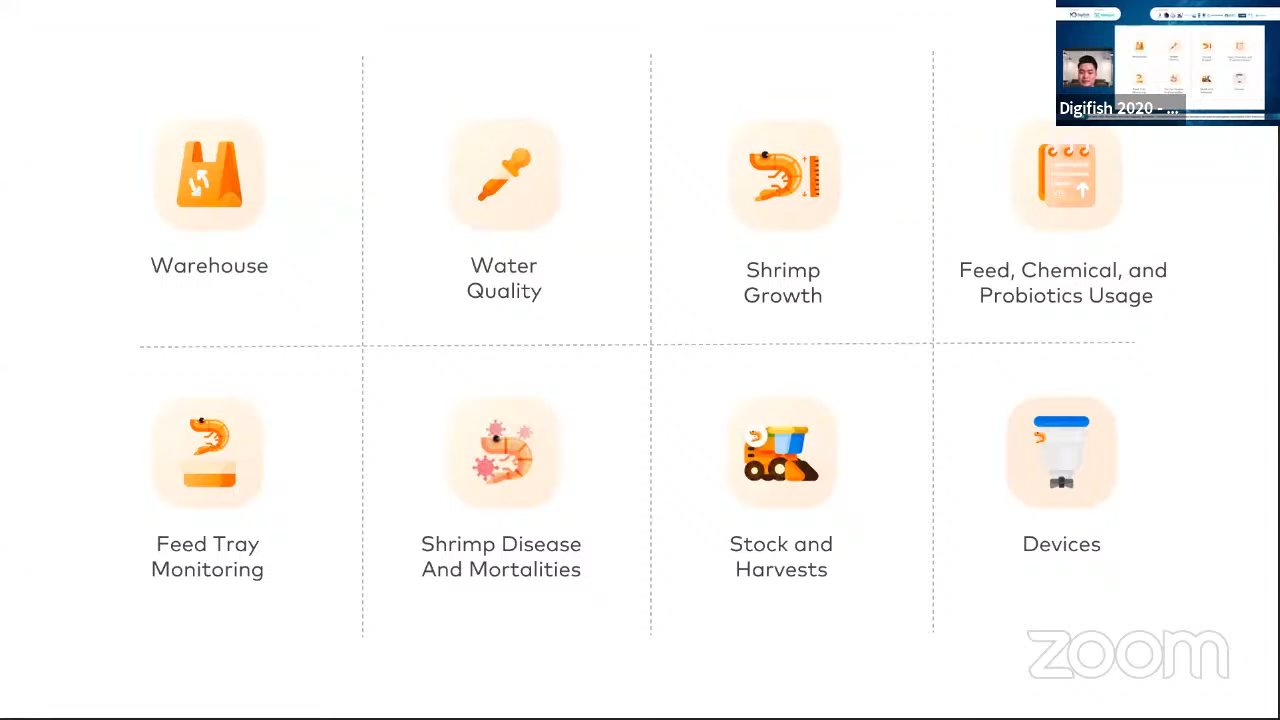 Digifish 2020 - ...
Warehouse
Water
Quality
Shrimp
Growth
Feed, Chemical, and
Probiotics Usage
Feed Tray
Monitoring
Shrimp Disease
And Mortalities
Stock and
Harvests
Devices
zoom